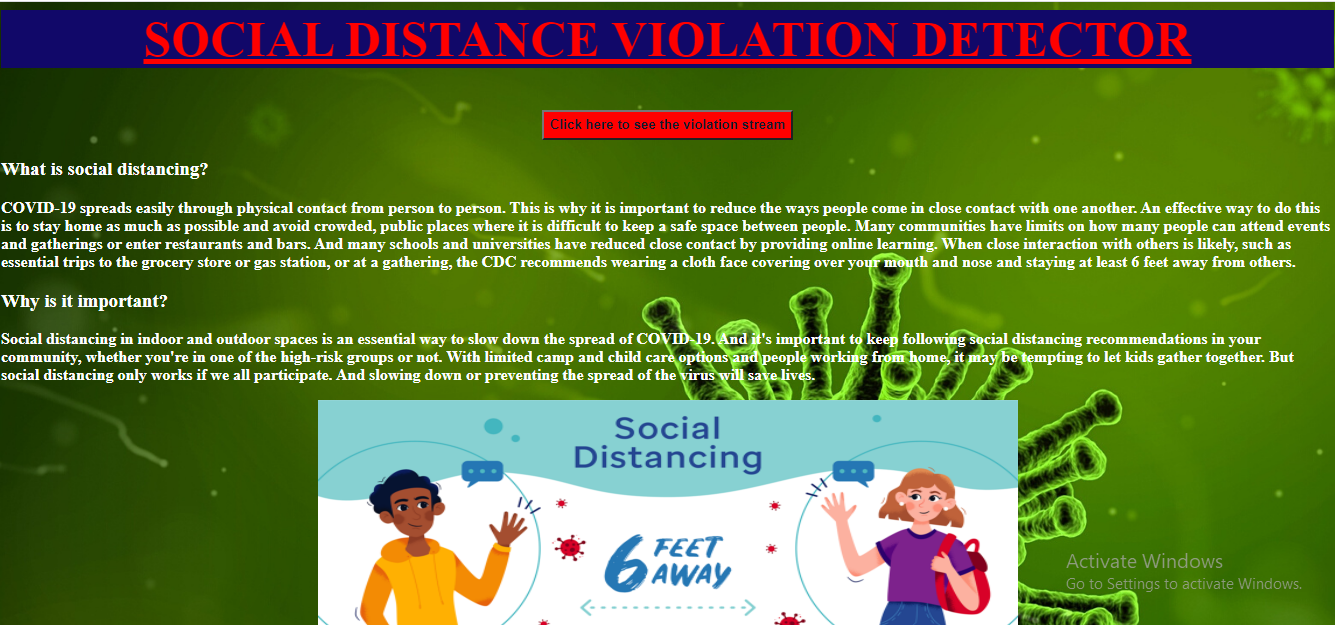 SOCIAL DISTANCE VIOLATION DETECTOR
Click here to see the violation stream
What is social distancing?
COVID-19 spreads easily through physical contact from person to person. This is why it is important to reduce the ways people come in close contact with one another. An effective way to do this
is to stay home as much as possible and avoid crowded, public places where it is difficult to keep a safe space between people. Many communities have limits on how many people can attend events
and gatherings or enter restaurants and bars. And many schools and universities have reduced close contact by providing online learning. When close interaction with others is likely, such as
essential trips to the grocery store or gas station, or at a gathering, the CDC recommends wearing a cloth face covering over your mouth and nose and staying at least 6 feet away from others.
Why is it important?
Social distancing in indoor and outdoor spaces is an essential way to slow down the spread of COVID-19. And it's important to keep following social distancing recommendations in your
community, whether you're in one of the high-risk groups or not. With limited camp and child care options and people working from home, it may be tempting to let kids gather together. But
social distancing only works if we all participate. And slowing down or preventing the spread of the virus will save lives.
Social
Distancing
6 FEET
AWAY
Activate Windows
Go to Settings to activate Windows.